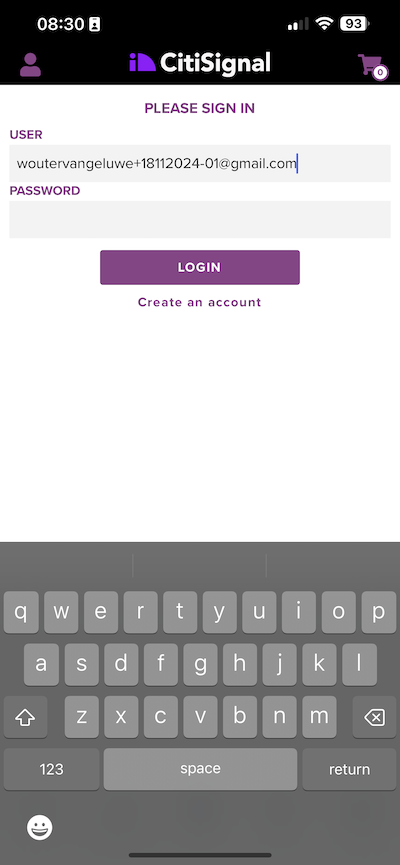 08:30
93
CitiSignal
0
PLEASE SIGN IN
USER
woutervangeluwe+18112024-01@gmail.com
PASSWORD
LOGIN
Create an account
q w e r t y u i o p
a s d f g h j k l
z x c v b n m
123 space return